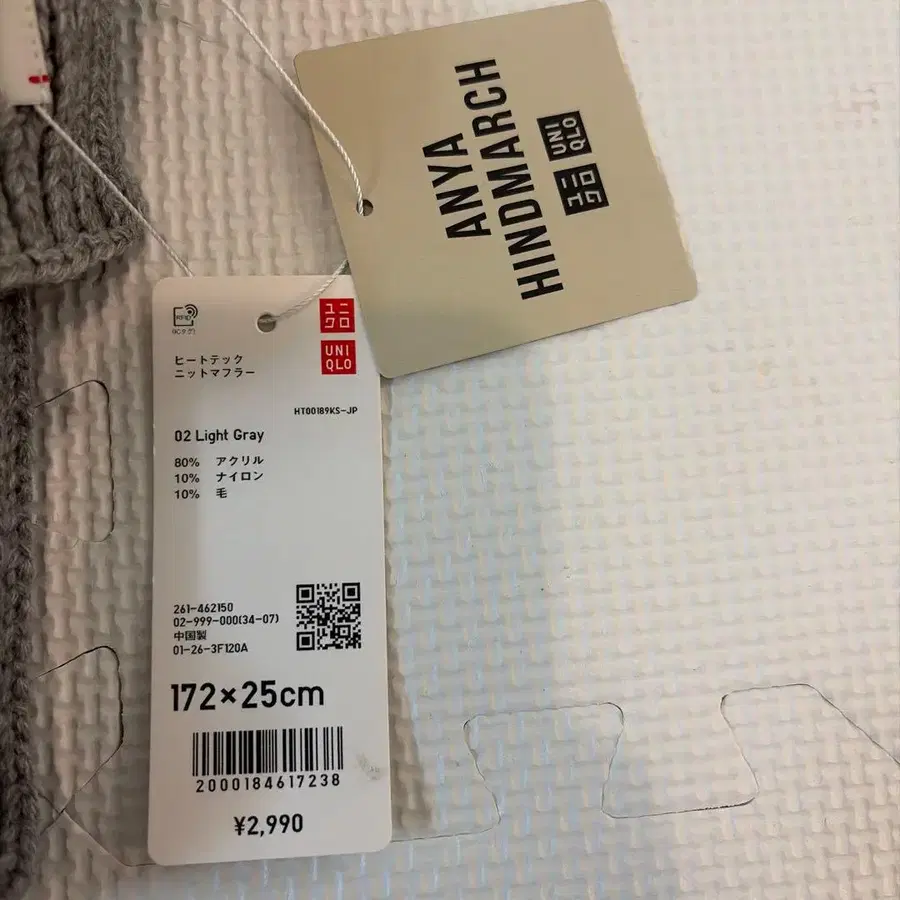 ANYA
HINDMARCH
ユニ
クロ
UNI
QLO
RFID
(ICタグ)
ユニ
クロ
UNI
QLO
ヒートテック
ニットマフラー
HT00189KS-JP
02 Light Gray
80% アクリル
10% ナイロン
10% 毛
261-462150
02-999-000(34-07)
中国製
01-26-3F120A
172×25cm
2000184617238
¥2,990